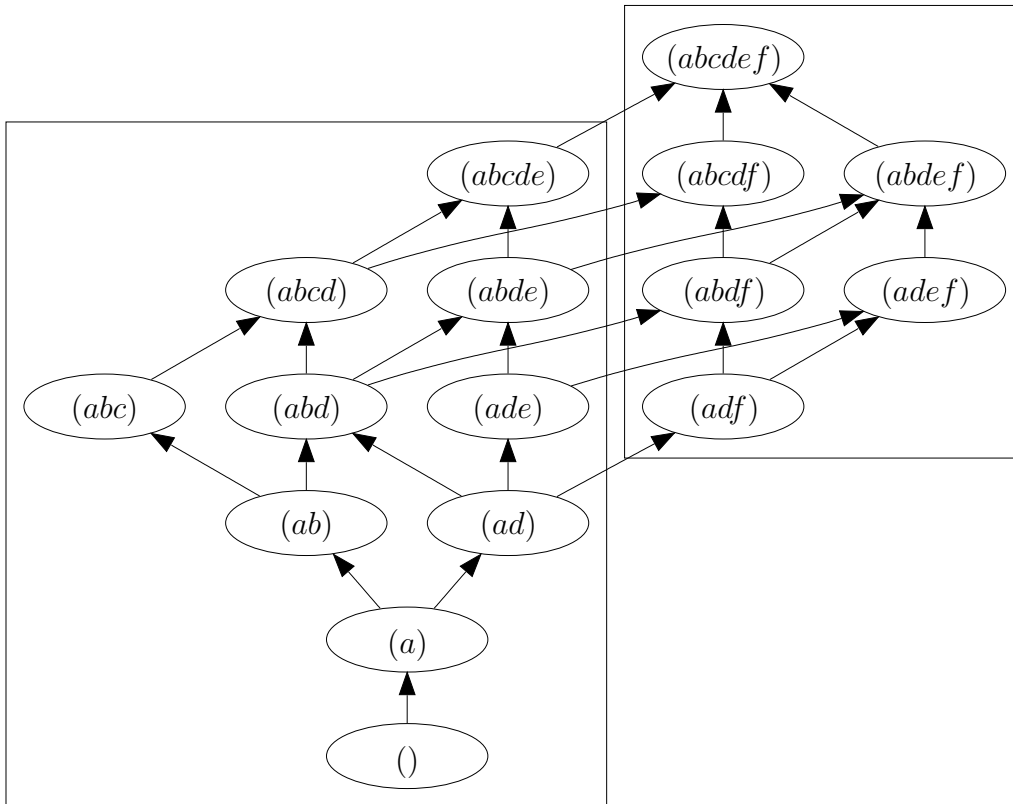 (abcdef)
(abcde) (abcdf) (abdef)
(abcd) (abde) (abdf) (adef)
(abc) (abd) (ade) (adf)
(ab) (ad)
(a)
()